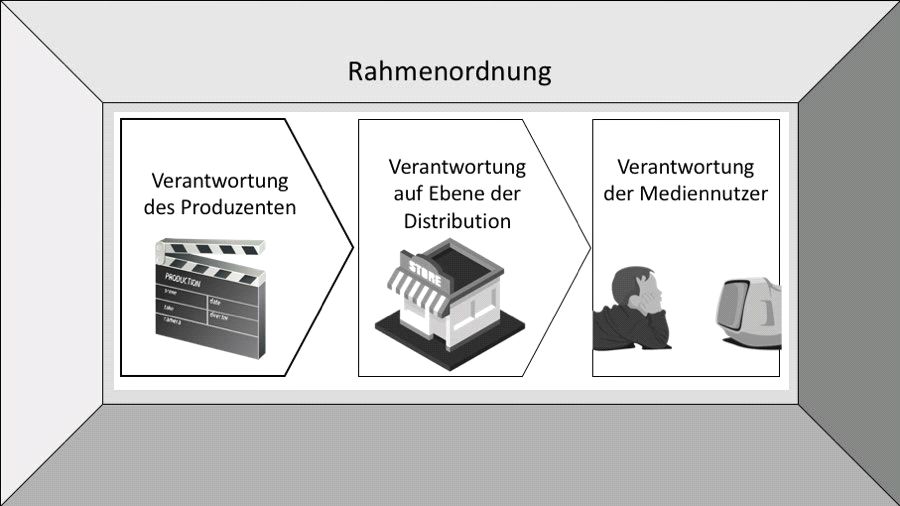 Rahmenordnung
Verantwortung
des Produzenten
PRODUCTION
scene
take
date
director
camera
Verantwortung
auf Ebene der
Distribution
STORE
Verantwortung
der Mediennutzer